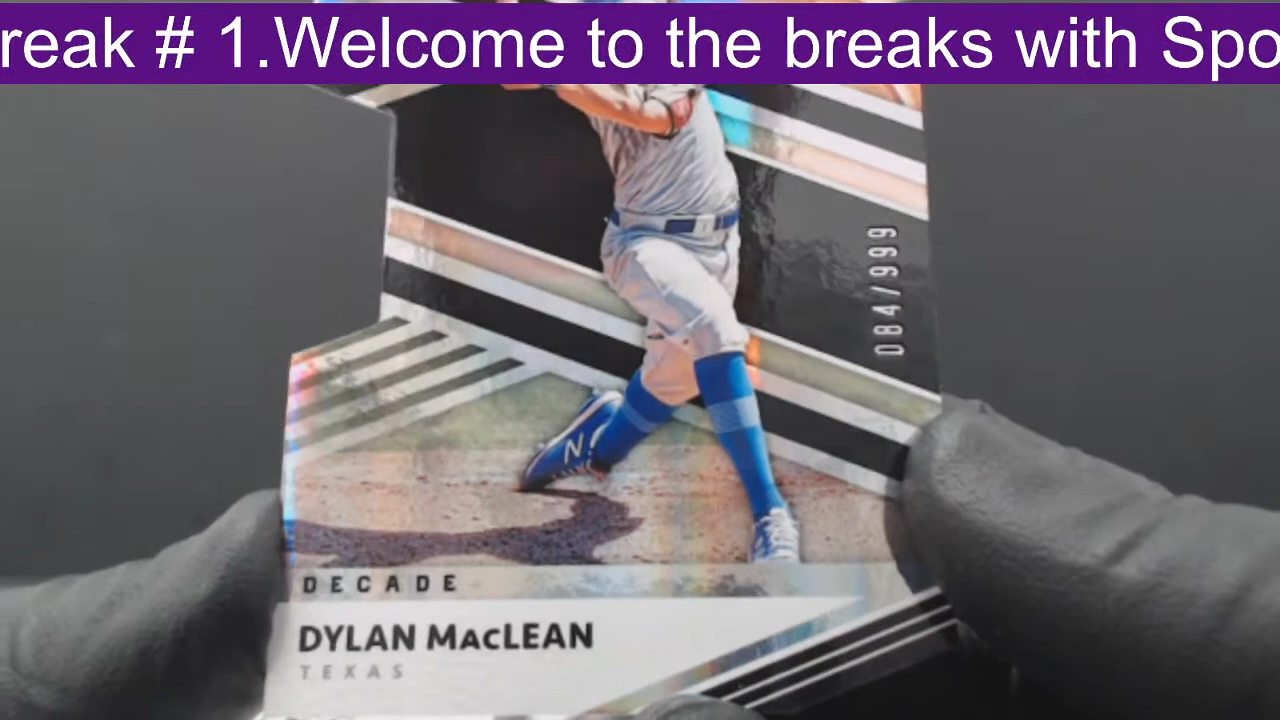 reak # 1.Welcome to the breaks with Spo
084/999
N
DECADE
DYLAN MacLEAN
TEXAS